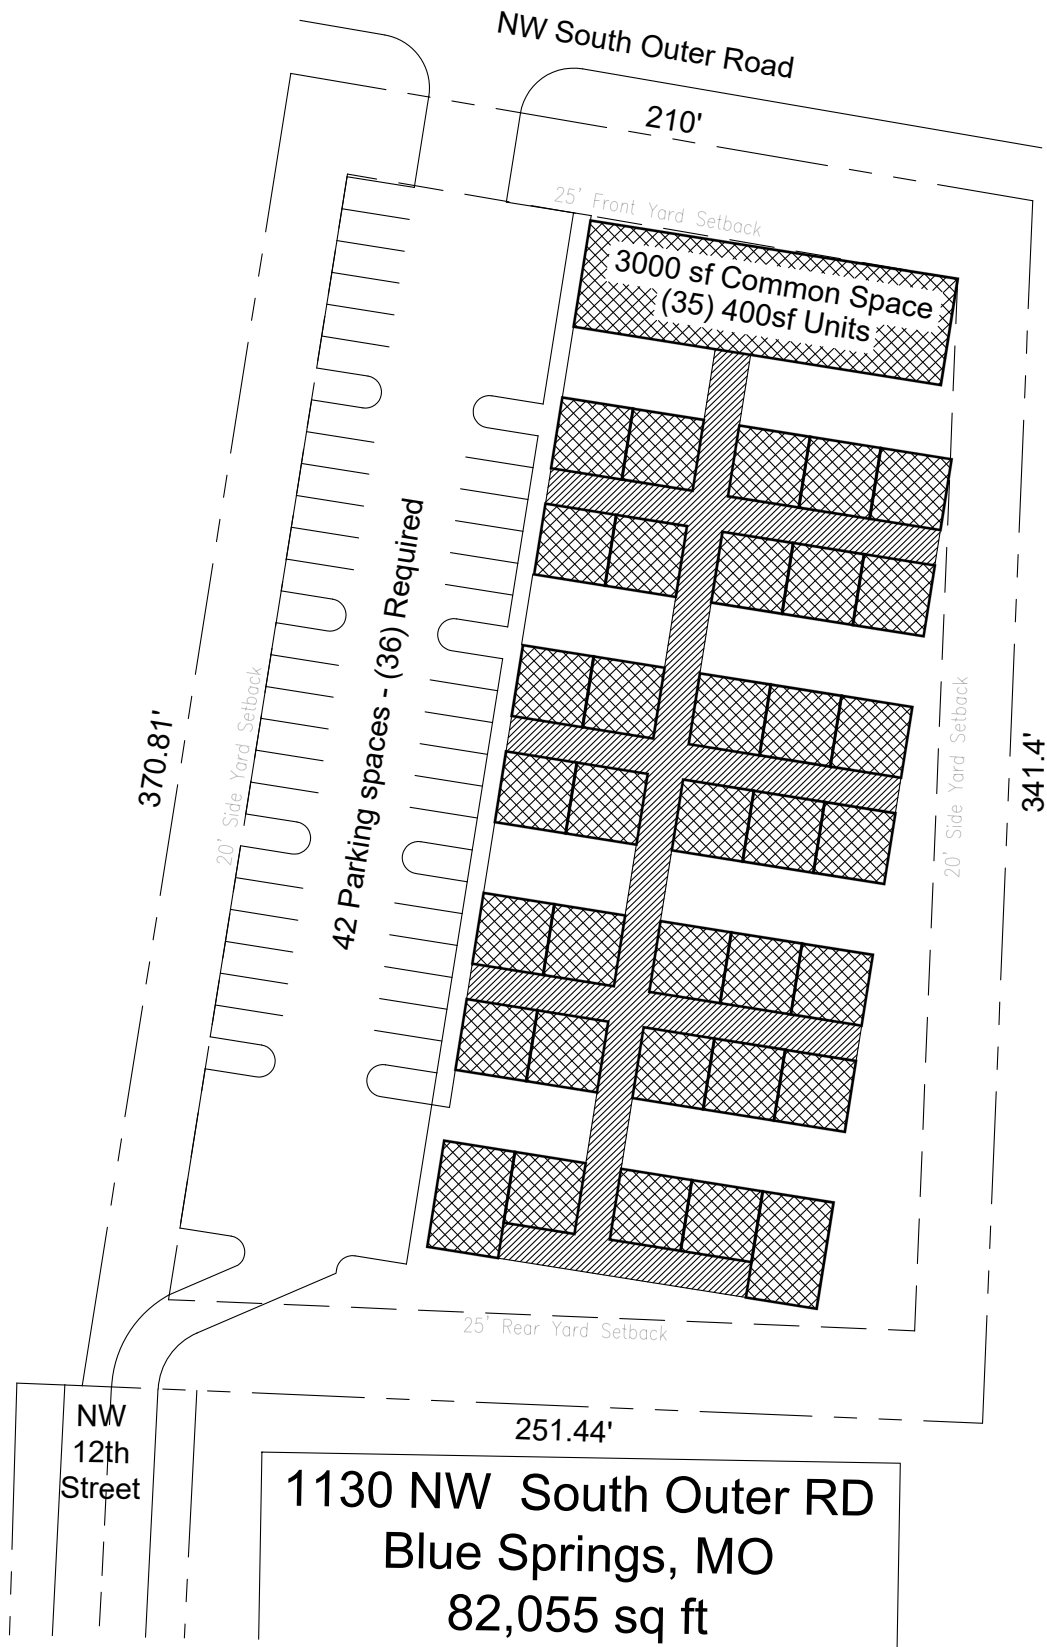 NW South Outer Road
210'
25' Front Yard Setback
3000 sf Common Space
(35) 400sf Units
42 Parking spaces - (36) Required
20' Side Yard Setback
370.81'
20' Side Yard Setback
341.4'
25' Rear Yard Setback
251.44'
NW
12th
Street
1130 NW South Outer RD
Blue Springs, MO
82,055 sq ft